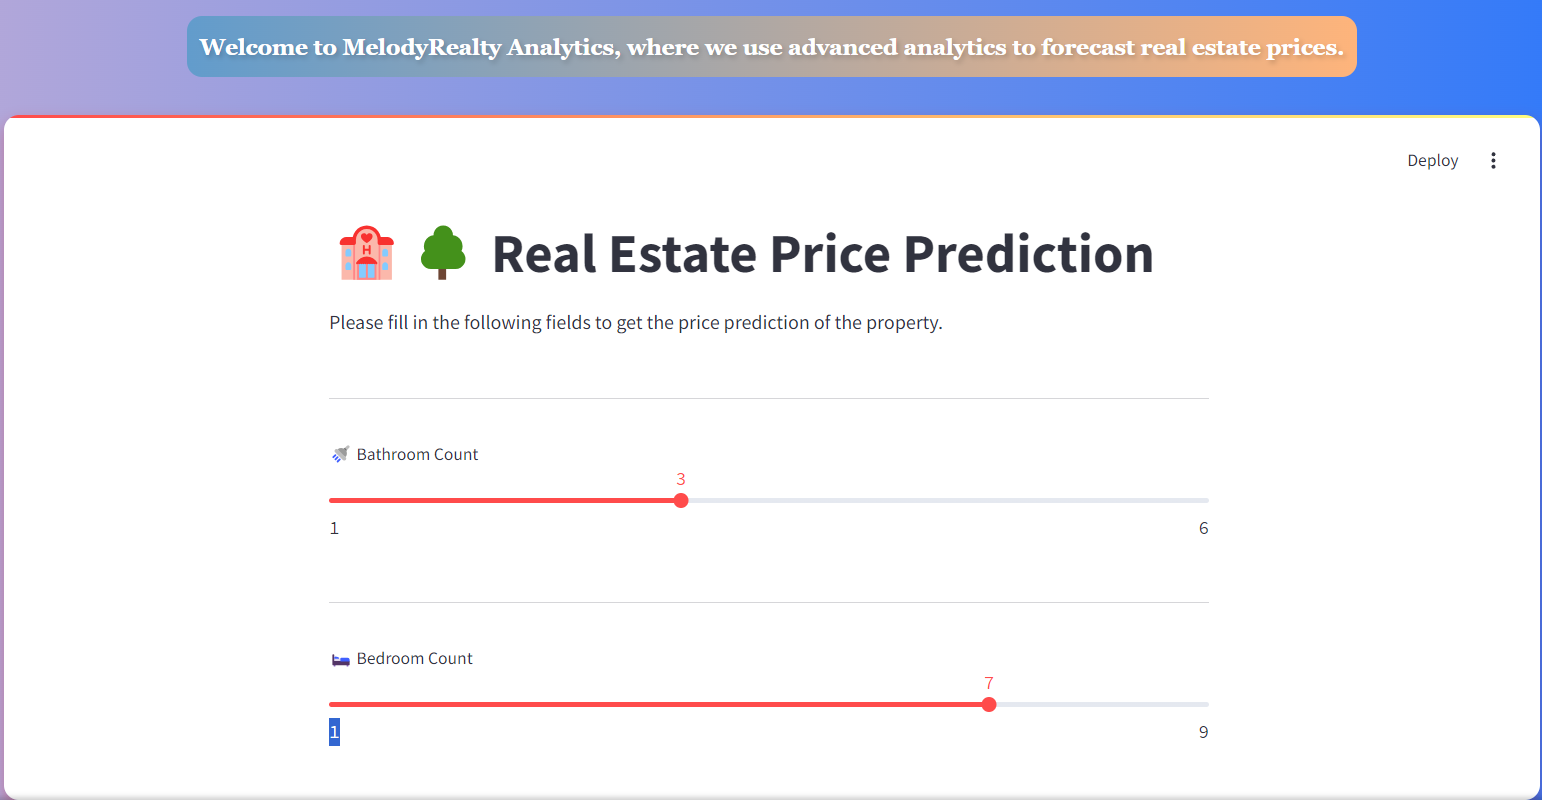 Welcome to MelodyRealty Analytics, where we use advanced analytics to forecast real estate prices.
Deploy
H
Real Estate Price Prediction
Please fill in the following fields to get the price prediction of the property.
Bathroom Count
3
1 6
Bedroom Count
7
1 9